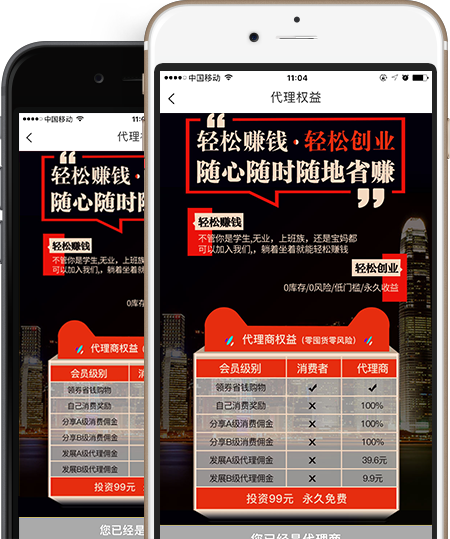 中国移动
11:0
代理
轻松赚钱·
随心随时随
轻松赚钱
不管你是学生,无业，上班族
可以加入我们,，躺着坐着就
0库存
代理商权益
会员级别
领券省钱购物
自己消费奖励
分享A级消费佣金
分享B级消费佣金
发展A级代理佣金
发展B级代理佣金
投资99元
您已经是
中国移动
11:04
代理权益
轻松赚钱·轻松创业
随心随时随地省赚
轻松赚钱
不管你是学生,无业，上班族，还是宝妈都
可以加入我们,，躺着坐着就能轻松赚钱
轻松创业
0库存/0风险/低门槛/永久收益
代理商权益（零囤货零风险）
会员级别 消费者 代理商
领券省钱购物 ✓ ✓
自己消费奖励 X 100%
分享A级消费佣金 X 100%
分享B级消费佣金 X 100%
发展A级代理佣金 X 39.6元
发展B级代理佣金 X 9.9元
投资99元 永久免费
您已经是代理商